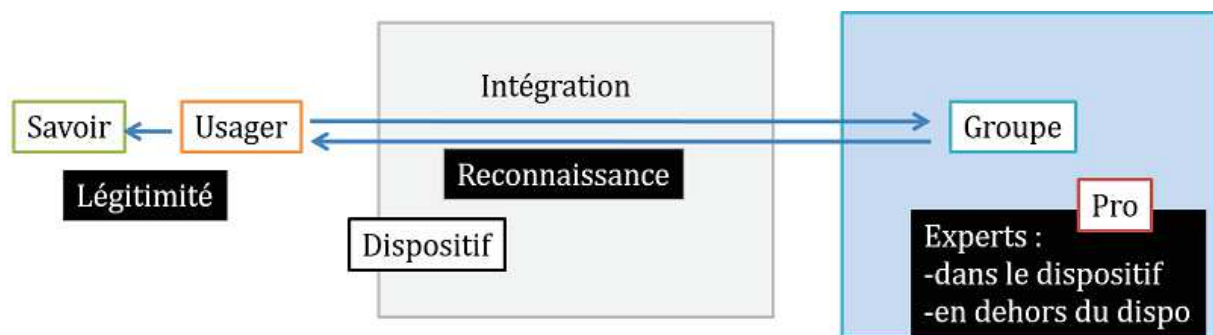 Intégration
Savoir
Usager
Groupe
Légitimité
Reconnaissance
Dispositif
Pro
Experts :
-dans le dispositif
-en dehors du dispo